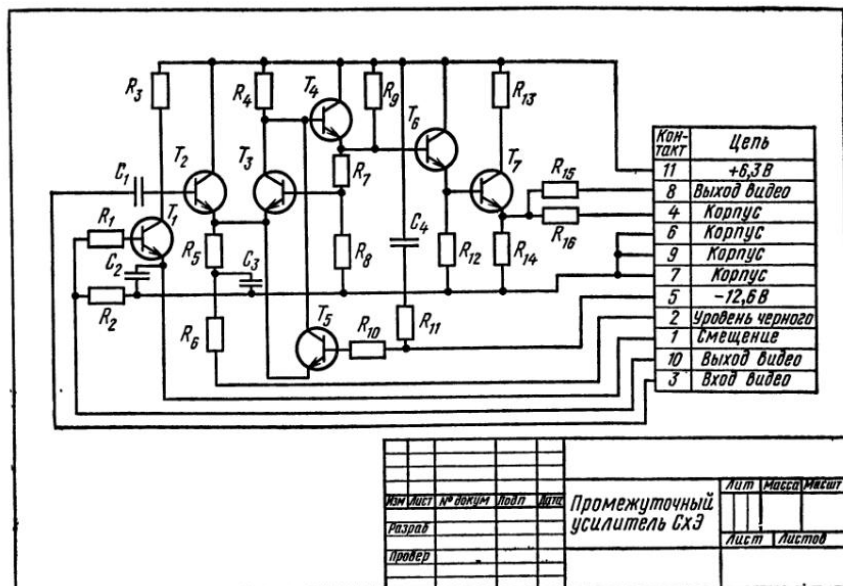 R3
R4
T4
R9
R13
T2
T3
T6
T7
C1
R7
R15
T1
R1
C2
R5
C3
R8
C4
R12
R14
R16
R2
R6
T5
R10
R11
Кон-такт Цепь
11 +6,3В
8 Выход видео
4 Корпус
6 Корпус
9 Корпус
7 Корпус
5 –12,6В
2 Уровень черного
1 Смещение
10 Выход видео
3 Вход видео
Изм Лист № докум Подп Дата
Разраб
Провер
Промежуточный
усилитель СхЭ
Лит Масса Масшт
Лист Листов